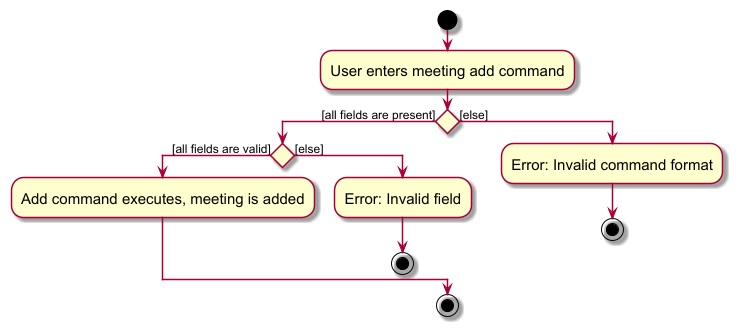 User enters meeting add command
[all fields are present]
[else]
[all fields are valid]
[else]
Error: Invalid command format
Add command executes, meeting is added
Error: Invalid field